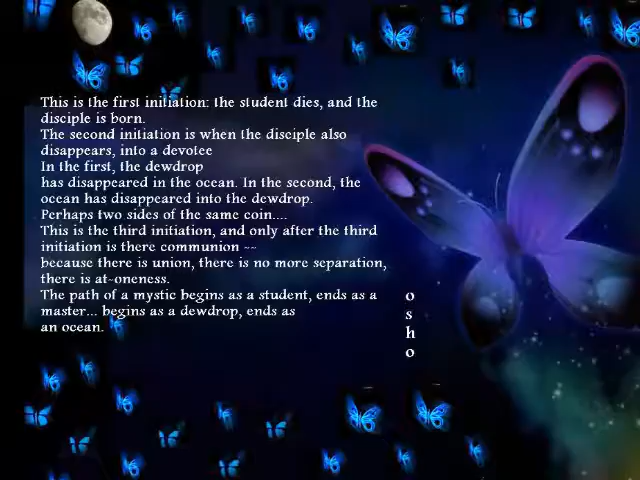 This is the first initiation: the student dies, and the
disciple is born.
The second initiation is when the disciple also
disappears, into a devotee
In the first, the dewdrop
has disappeared in the ocean. In the second, the
ocean has disappeared into the dewdrop.
Perhaps two sides of the same coin....
This is the third initiation, and only after the third
initiation is there communion --
because there is union, there is no more separation,
there is at-oneness.
The path of a mystic begins as a student, ends as a
master... begins as a dewdrop, ends as
an ocean.
o
s
h
o